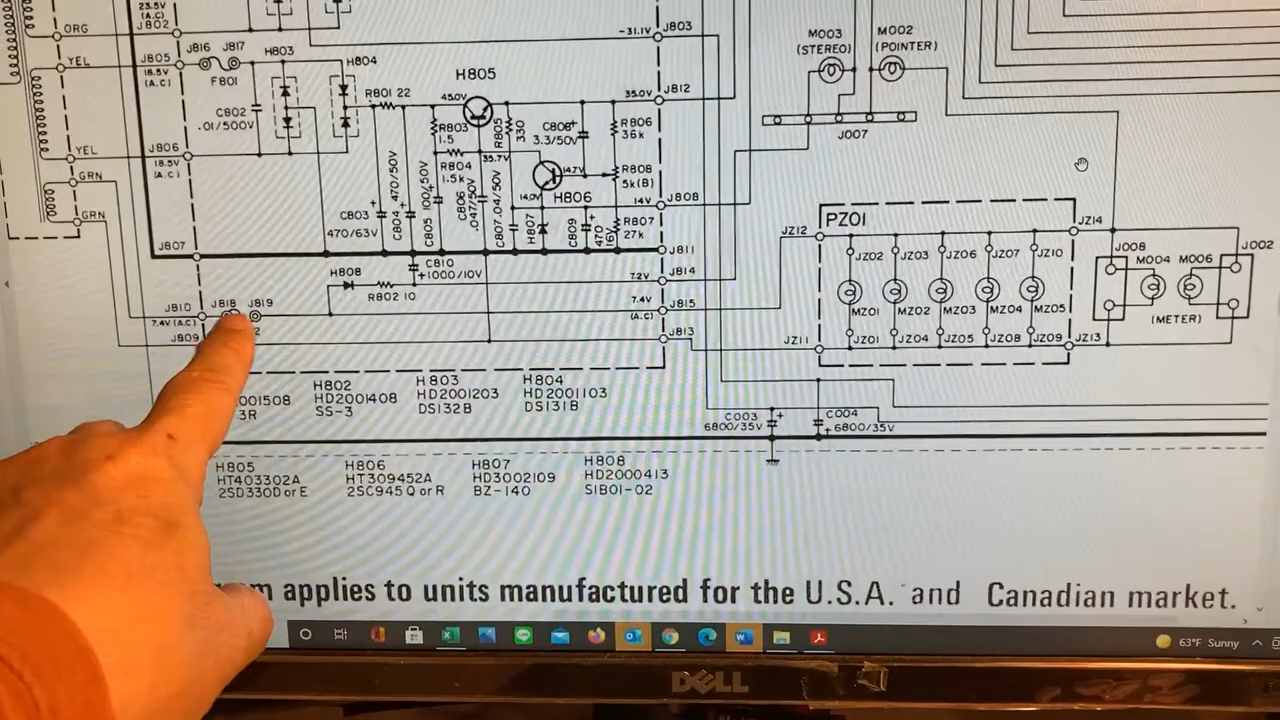 23.5V
(A.C)
ORG
J802
J803
-31.1V
M003
(STEREO)
M002
(POINTER)
YEL
J805
18.5V
(A.C)
J816
J817
H803
F801
H804
H805
R801 22
45.0V
35.0V
J812
C802
.01/500V
R803
1.5
R805
330
C806
3.3/50V
R806
36k
J007
R804
1.5k
35.7V
14.7V
R808
5k(B)
YEL
J806
18.5V
(A.C)
GRN
GRN
C803
470/63V
C804 470/50V
C805 100/50V
C806
.047/50V
C807 .04/50V
14.0V
H806
H807
C809
470
16V
14V
J808
R807
27k
PZ01
JZ12
JZ14
J807
J811
C810
+1000/10V
H808
R802 10
7.2V
J814
JZ02
JZ03
JZ06
JZ07
JZ10
J008
M004
M006
J002
J810
7.4V(A.C)
J818
J819
2
7.4V
(A.C)
J815
MZ01
MZ02
MZ03
MZ04
MZ05
(METER)
J809
J813
JZ11
JZ01
JZ04
JZ05
JZ08
JZ09
JZ13
001508
3R
H802
HD2001408
SS-3
H803
HD2001203
DS132B
H804
HD2001103
DS131B
C003
6800/35V
+
C004
+6800/35V
H805
HT403302A
2SD330D or E
H806
HT309452A
2SC945 Q or R
H807
HD3002109
BZ-140
H808
HD2000413
SIB01-02
m applies to units manufactured for the U.S.A. and Canadian market.
63°F Sunny
DELL